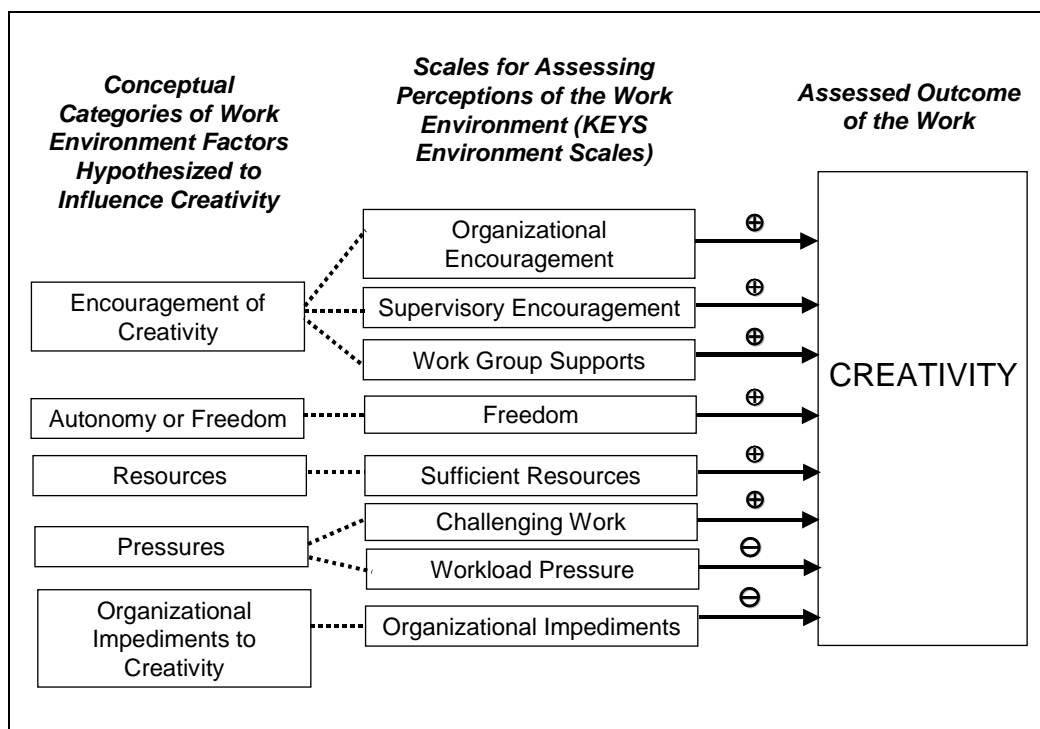 Conceptual
Categories of Work
Environment Factors
Hypothesized to
Influence Creativity
Scales for Assessing
Perceptions of the Work
Environment (KEYS
Environment Scales)
Assessed Outcome
of the Work
Encouragement of
Creativity
Autonomy or Freedom
Resources
Pressures
Organizational
Impediments to
Creativity
Organizational
Encouragement
Supervisory Encouragement
Work Group Supports
Freedom
Sufficient Resources
Challenging Work
Workload Pressure
Organizational Impediments
⊕
⊕
⊕
⊕
⊕
⊕
⊖
⊖
CREATIVITY